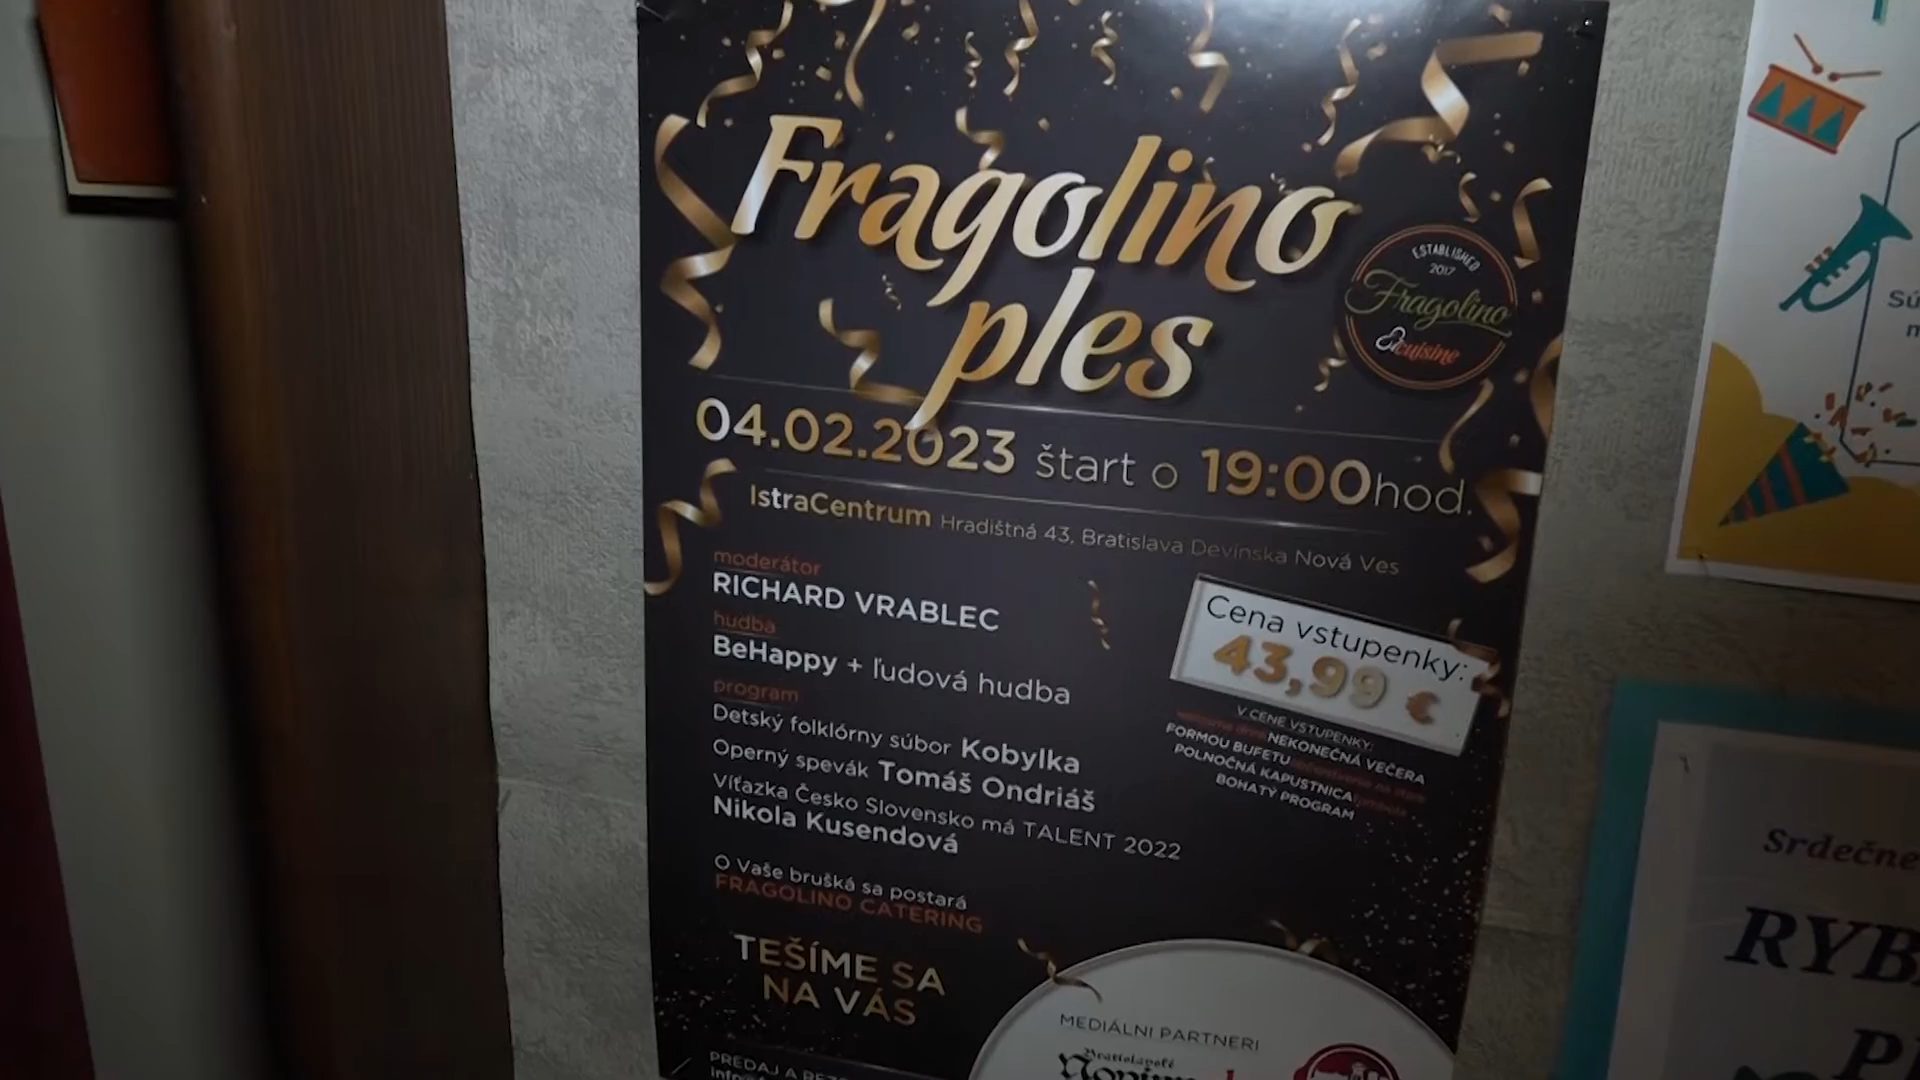 Fragolino
ples
ESTABLISHED
2017
Fragolino
& cuisine
04.02.2023 štart o 19:00hod.
IstraCentrum Hradištná 43, Bratislava Devínska Nová Ves
moderátor
RICHARD VRABLEC
hudba
BeHappy + ľudová hudba
program
Detský folklórny súbor Kobylka
Operný spevák Tomáš Ondriáš
Víťazka Česko Slovensko má TALENT 2022
Nikola Kusendová
O Vaše brušká sa postará
FRAGOLINO CATERING
TEŠÍME SA
NA VÁS
Cena vstupenky:
43,99 €
V CENE VSTUPENKY:
NEKONEČNÁ VEČERA
FORMOU BUFETU
POLNOČNÁ KAPUSTNICA
BOHATÝ PROGRAM
MEDIÁLNI PARTNERI
Bratislavské
PREDAJ A
Srdečne